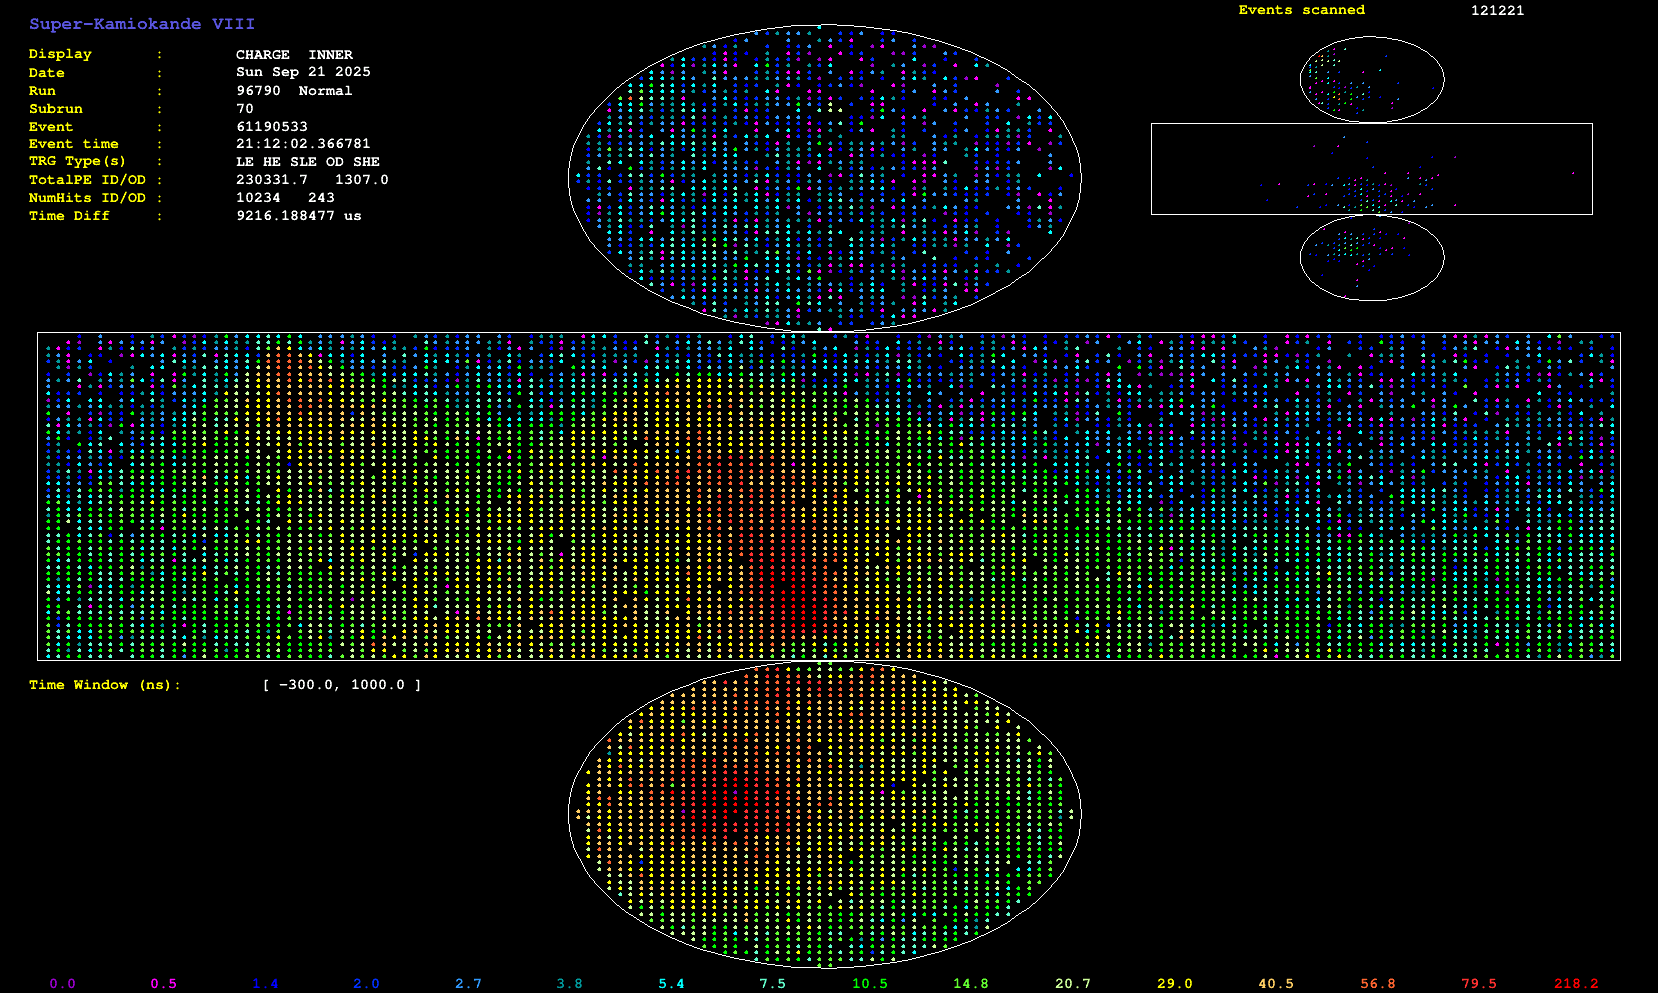 Super-Kamiokande VIII
Display : CHARGE INNER
Date : Sun Sep 21 2025
Run : 96790 Normal
Subrun : 70
Event : 61190533
Event time : 21:12:02.366781
TRG Type(s) : LE HE SLE OD SHE
TotalPE ID/OD : 230331.7 1307.0
NumHits ID/OD : 10234 243
Time Diff : 9216.188477 us
Events scanned 121221
Time Window (ns): [ -300.0, 1000.0 ]
0.0 0.5 1.4 2.0 2.7 3.8 5.4 7.5 10.5 14.8 20.7 29.0 40.5 56.8 79.5 218.2